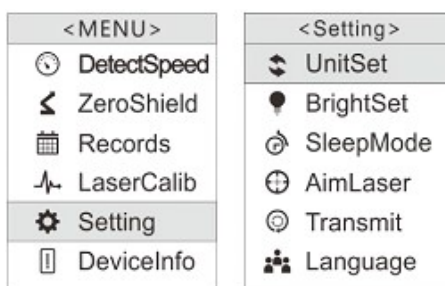 <MENU>
DetectSpeed
ZeroShield
Records
LaserCalib
Setting
DeviceInfo
<Setting>
UnitSet
BrightSet
SleepMode
AimLaser
Transmit
Language